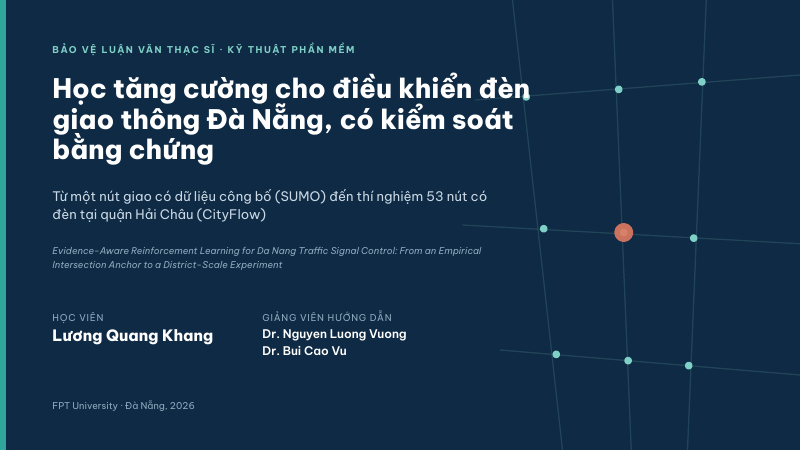 BẢO VỆ LUẬN VĂN THẠC SĨ · KỸ THUẬT PHẦN MỀM
Học tăng cường cho điều khiển đèn
giao thông Đà Nẵng, có kiểm soát
bằng chứng
Từ một nút giao có dữ liệu công bố (SUMO) đến thí nghiệm 53 nút có
đèn tại quận Hải Châu (CityFlow)
Evidence-Aware Reinforcement Learning for Da Nang Traffic Signal Control: From an Empirical
Intersection Anchor to a District-Scale Experiment
HỌC VIÊN
Lương Quang Khang
GIẢNG VIÊN HƯỚNG DẪN
Dr. Nguyen Luong Vuong
Dr. Bui Cao Vu
FPT University · Đà Nẵng, 2026